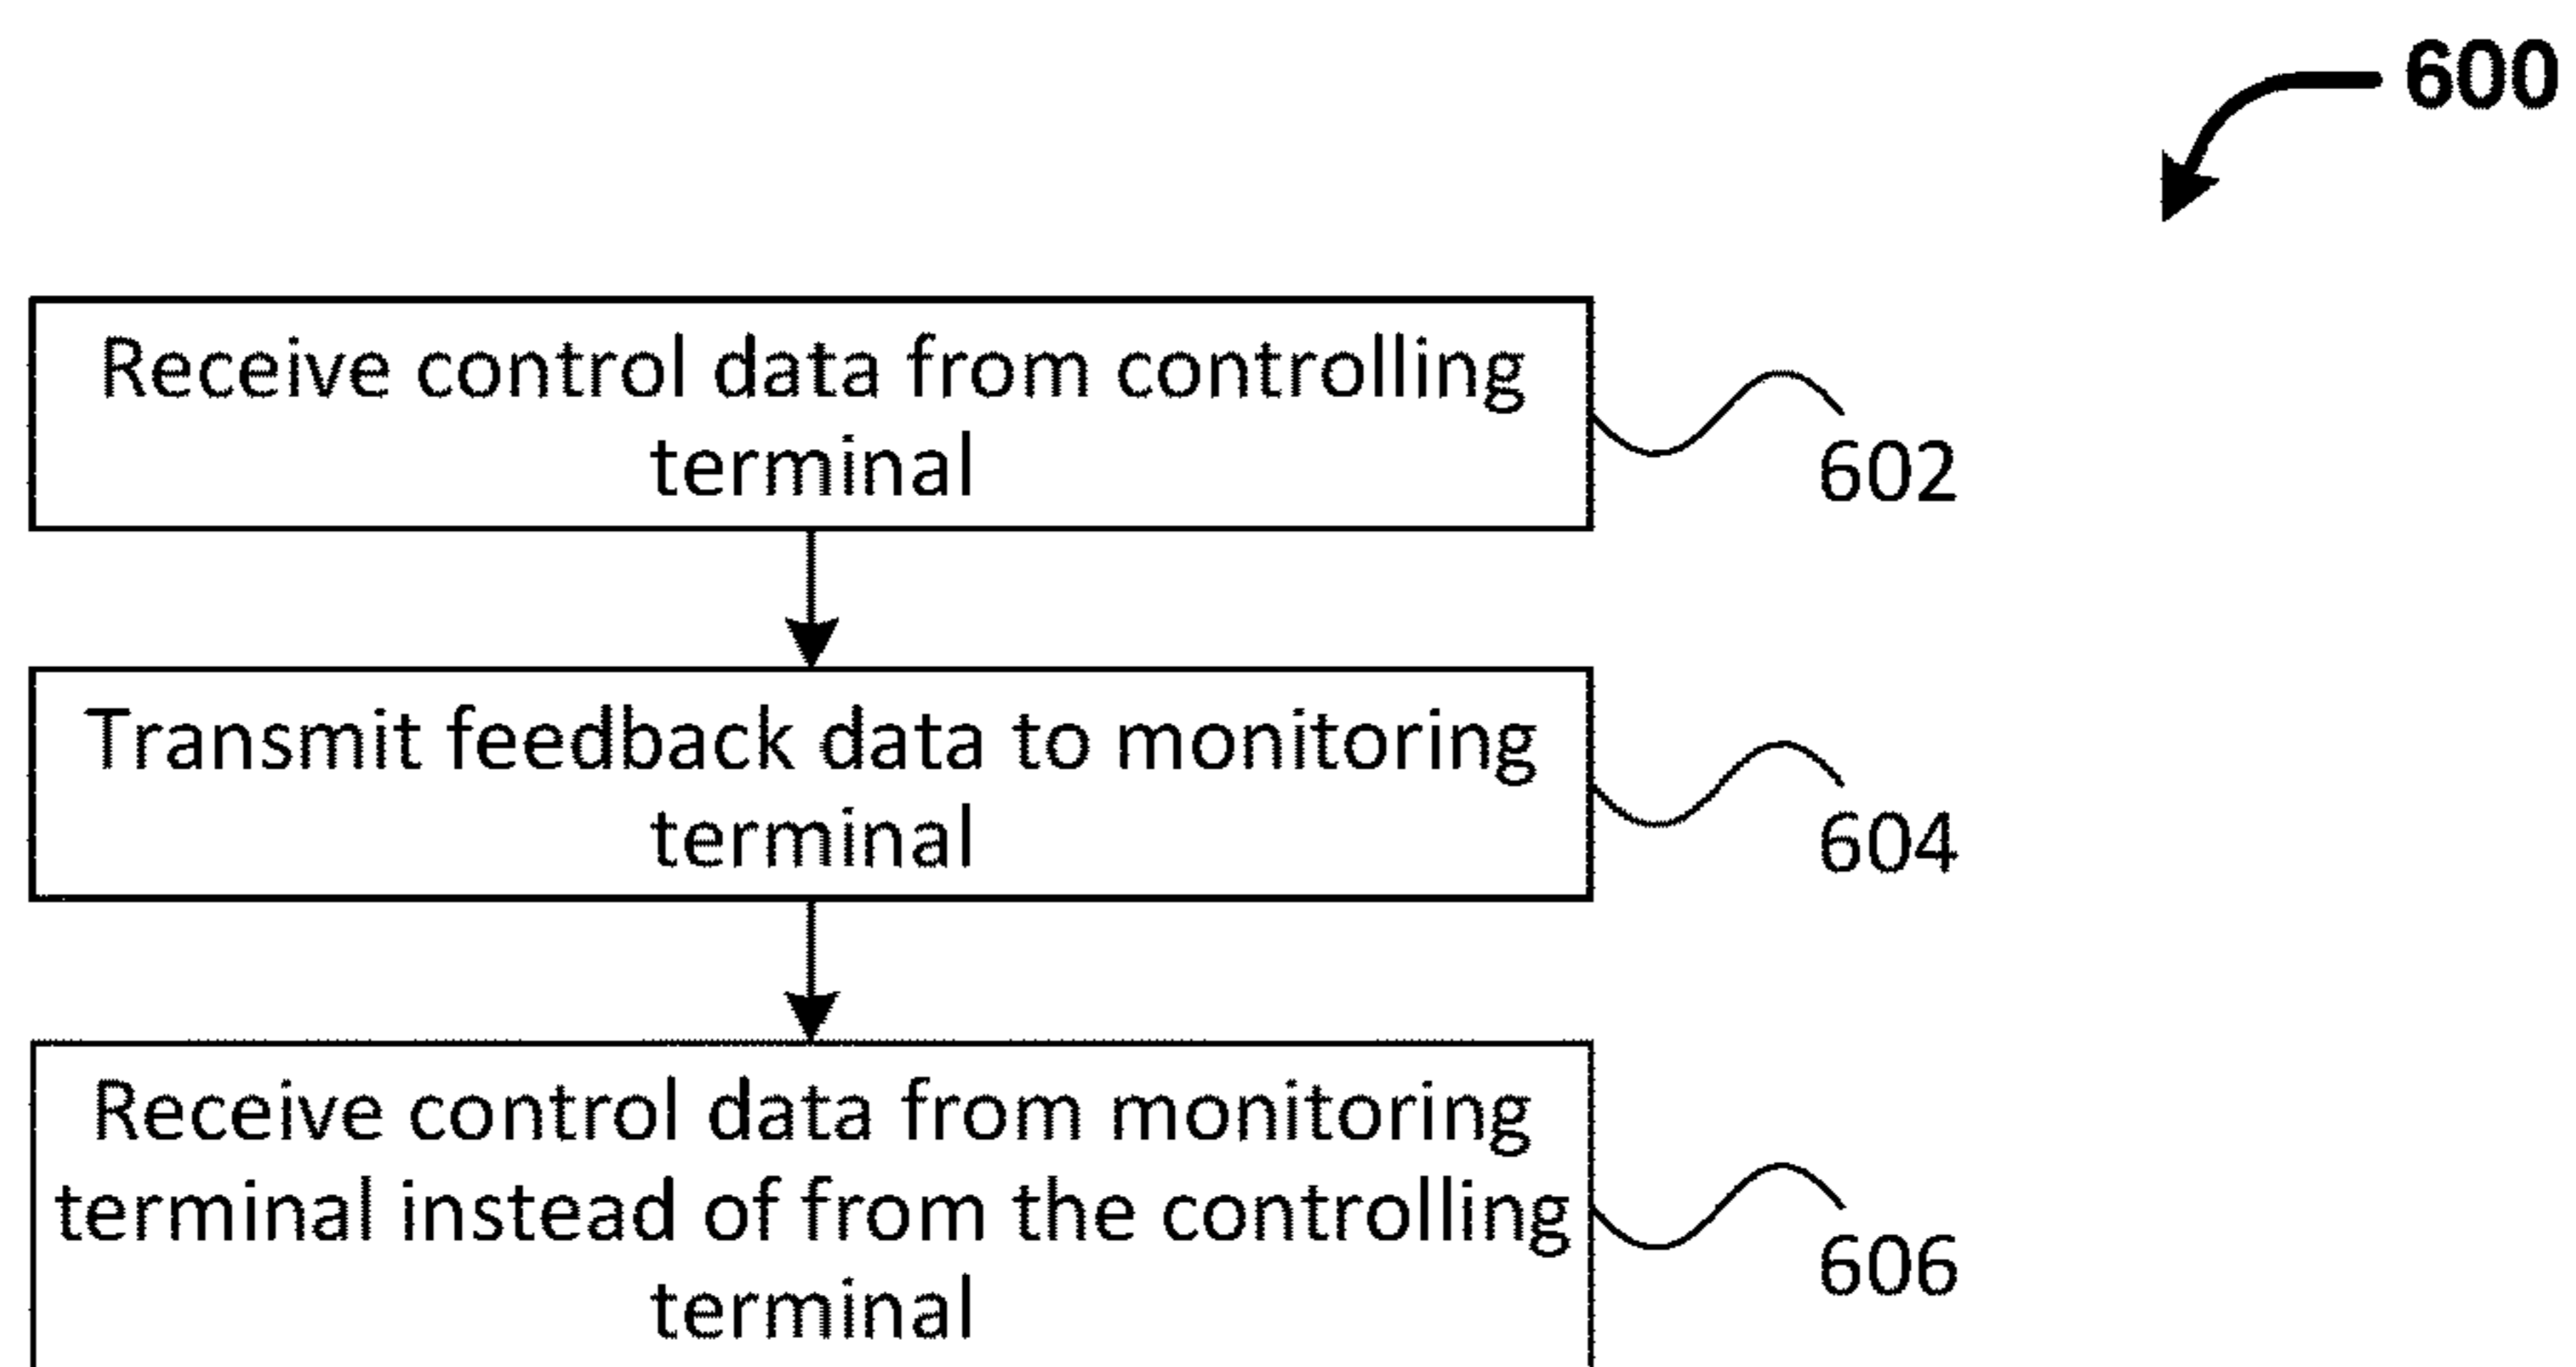 600
Receive control data from controlling
terminal
602
Transmit feedback data to monitoring
terminal
604
Receive control data from monitoring
terminal instead of from the controlling
terminal
606